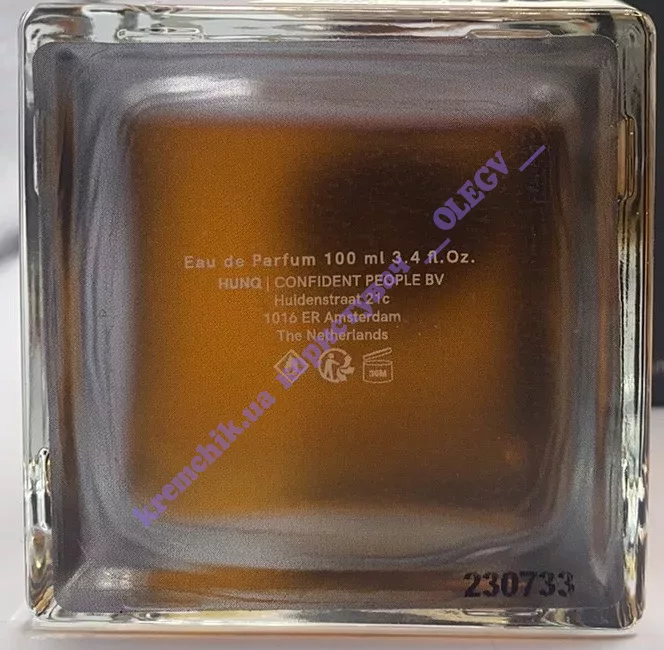 Eau de Parfum 100 ml 3.4 fl.Oz.
HUNQ | CONFIDENT PEOPLE BV
Huidenstraat 21c
1016 ER Amsterdam
The Netherlands
36M
230733
kremchik.ua
__OLEGV__